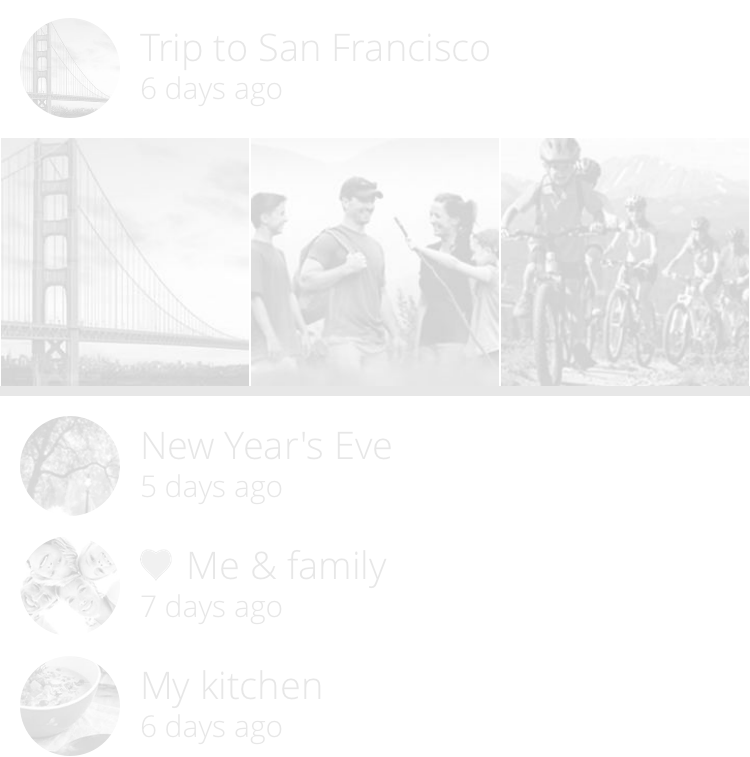 Trip to San Francisco
6 days ago
New Year's Eve
5 days ago
Me & family
7 days ago
My kitchen
6 days ago